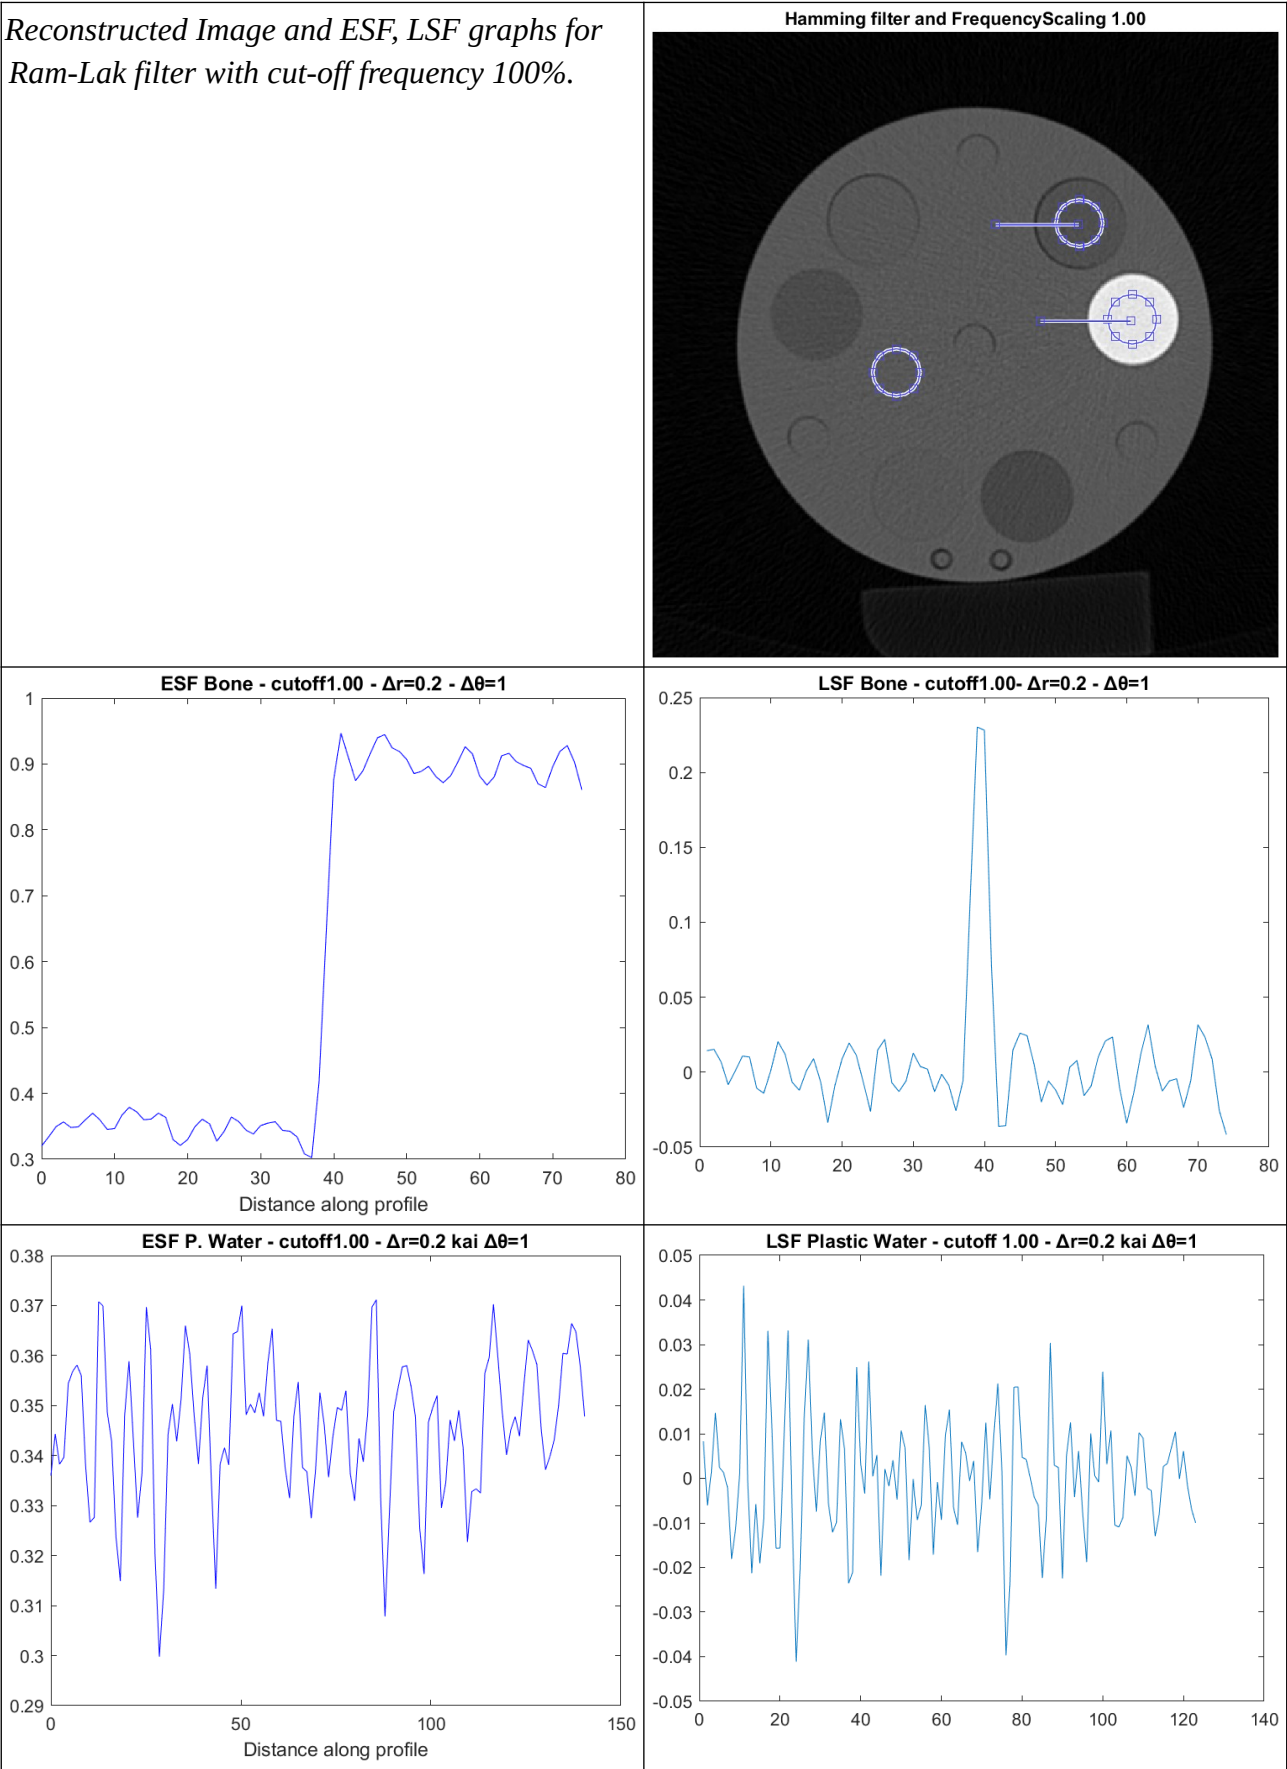 Reconstructed Image and ESF, LSF graphs for
Ram-Lak filter with cut-off frequency 100%.
Hamming filter and FrequencyScaling 1.00
ESF Bone - cutoff1.00 - Δr=0.2 - Δθ=1
1
0.9
0.8
0.7
0.6
0.5
0.4
0.3
0 10 20 30 40 50 60 70 80
Distance along profile
LSF Bone - cutoff1.00- Δr=0.2 - Δθ=1
0.25
0.2
0.15
0.1
0.05
0
-0.05
0 10 20 30 40 50 60 70 80
ESF P. Water - cutoff1.00 - Δr=0.2 kai Δθ=1
0.38
0.37
0.36
0.35
0.34
0.33
0.32
0.31
0.3
0.29
0 50 100 150
Distance along profile
LSF Plastic Water - cutoff 1.00 - Δr=0.2 kai Δθ=1
0.05
0.04
0.03
0.02
0.01
0
-0.01
-0.02
-0.03
-0.04
-0.05
0 20 40 60 80 100 120 140